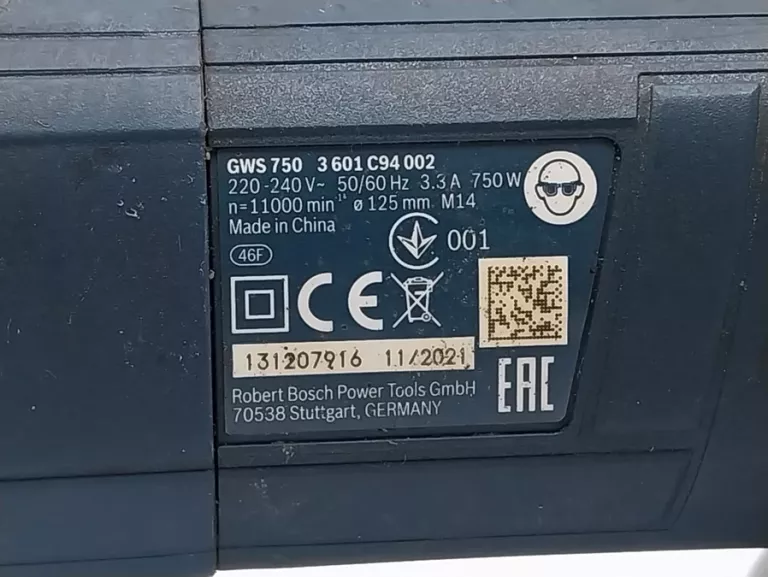 GWS 750 3 601 C94 002
220-240 V~ 50/60 Hz 3.3 A 750 W
n=11000 min⁻¹ ø 125 mm M14
Made in China
001
46F
CE
131207916 11/2021
EAC
Robert Bosch Power Tools GmbH
70538 Stuttgart, GERMANY